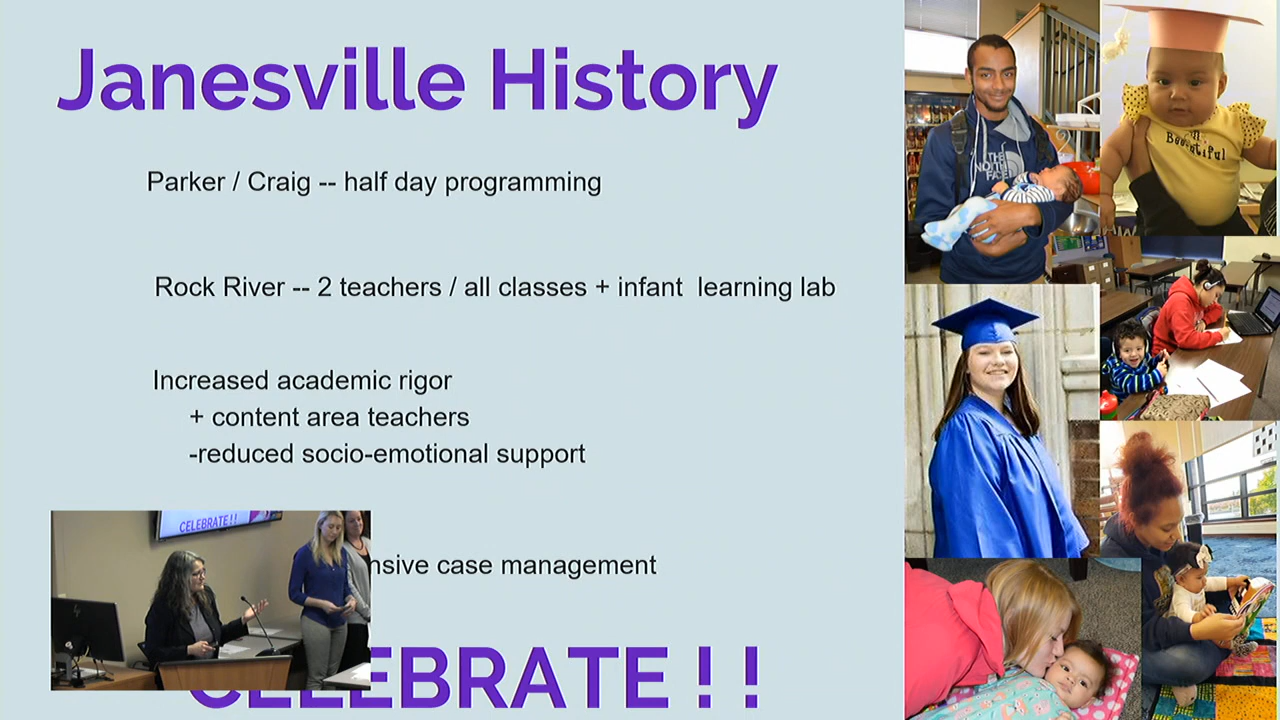 Janesville History
Parker / Craig -- half day programming
Rock River -- 2 teachers / all classes + infant learning lab
Increased academic rigor
+ content area teachers
-reduced socio-emotional support
nsive case management
CELEBRATE ! !
CELEBRATE ! !
THE
NORTH
FACE
Beautiful